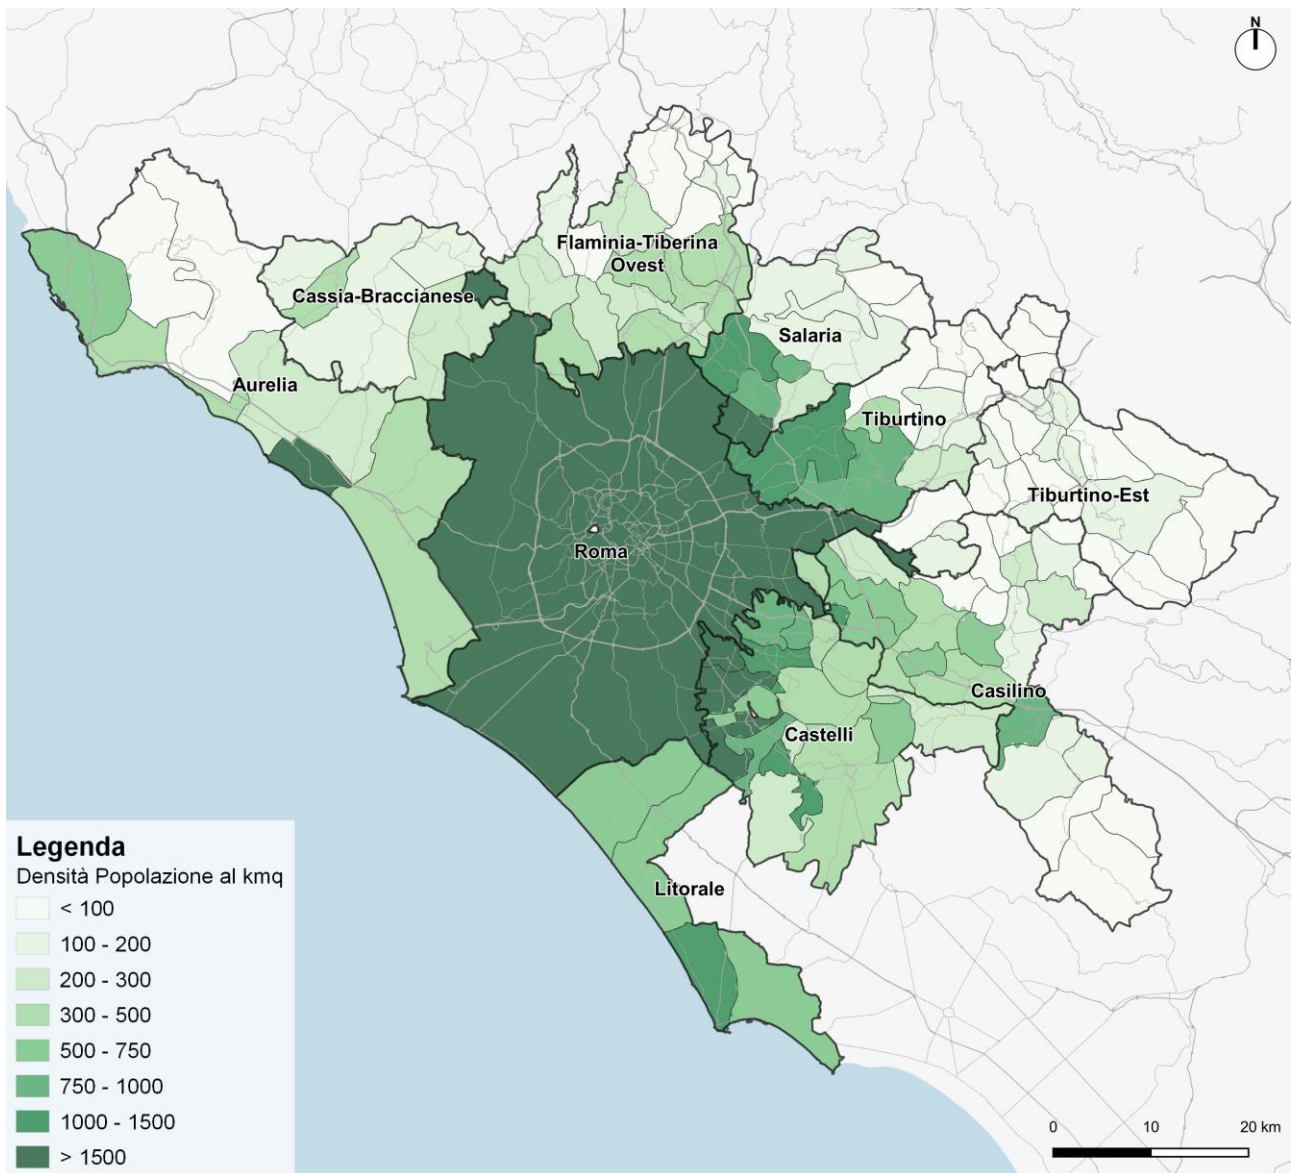 N
Flaminia-Tiberina
Ovest
Cassia-Braccianese
Salaria
Aurelia
Tiburtino
Tiburtino-Est
Roma
Casilino
Castelli
Litorale
Legenda
Densità Popolazione al kmq
< 100
100 - 200
200 - 300
300 - 500
500 - 750
750 - 1000
1000 - 1500
> 1500
0 10 20 km